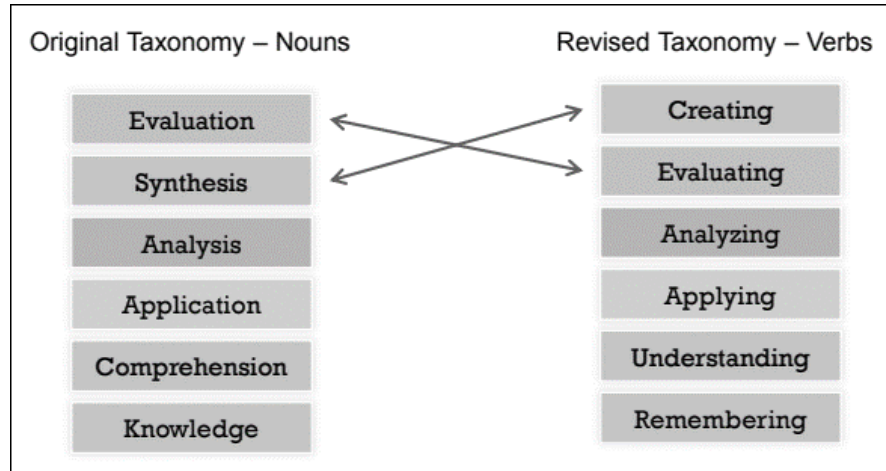 Original Taxonomy – Nouns
Evaluation
Synthesis
Analysis
Application
Comprehension
Knowledge
Revised Taxonomy – Verbs
Creating
Evaluating
Analyzing
Applying
Understanding
Remembering